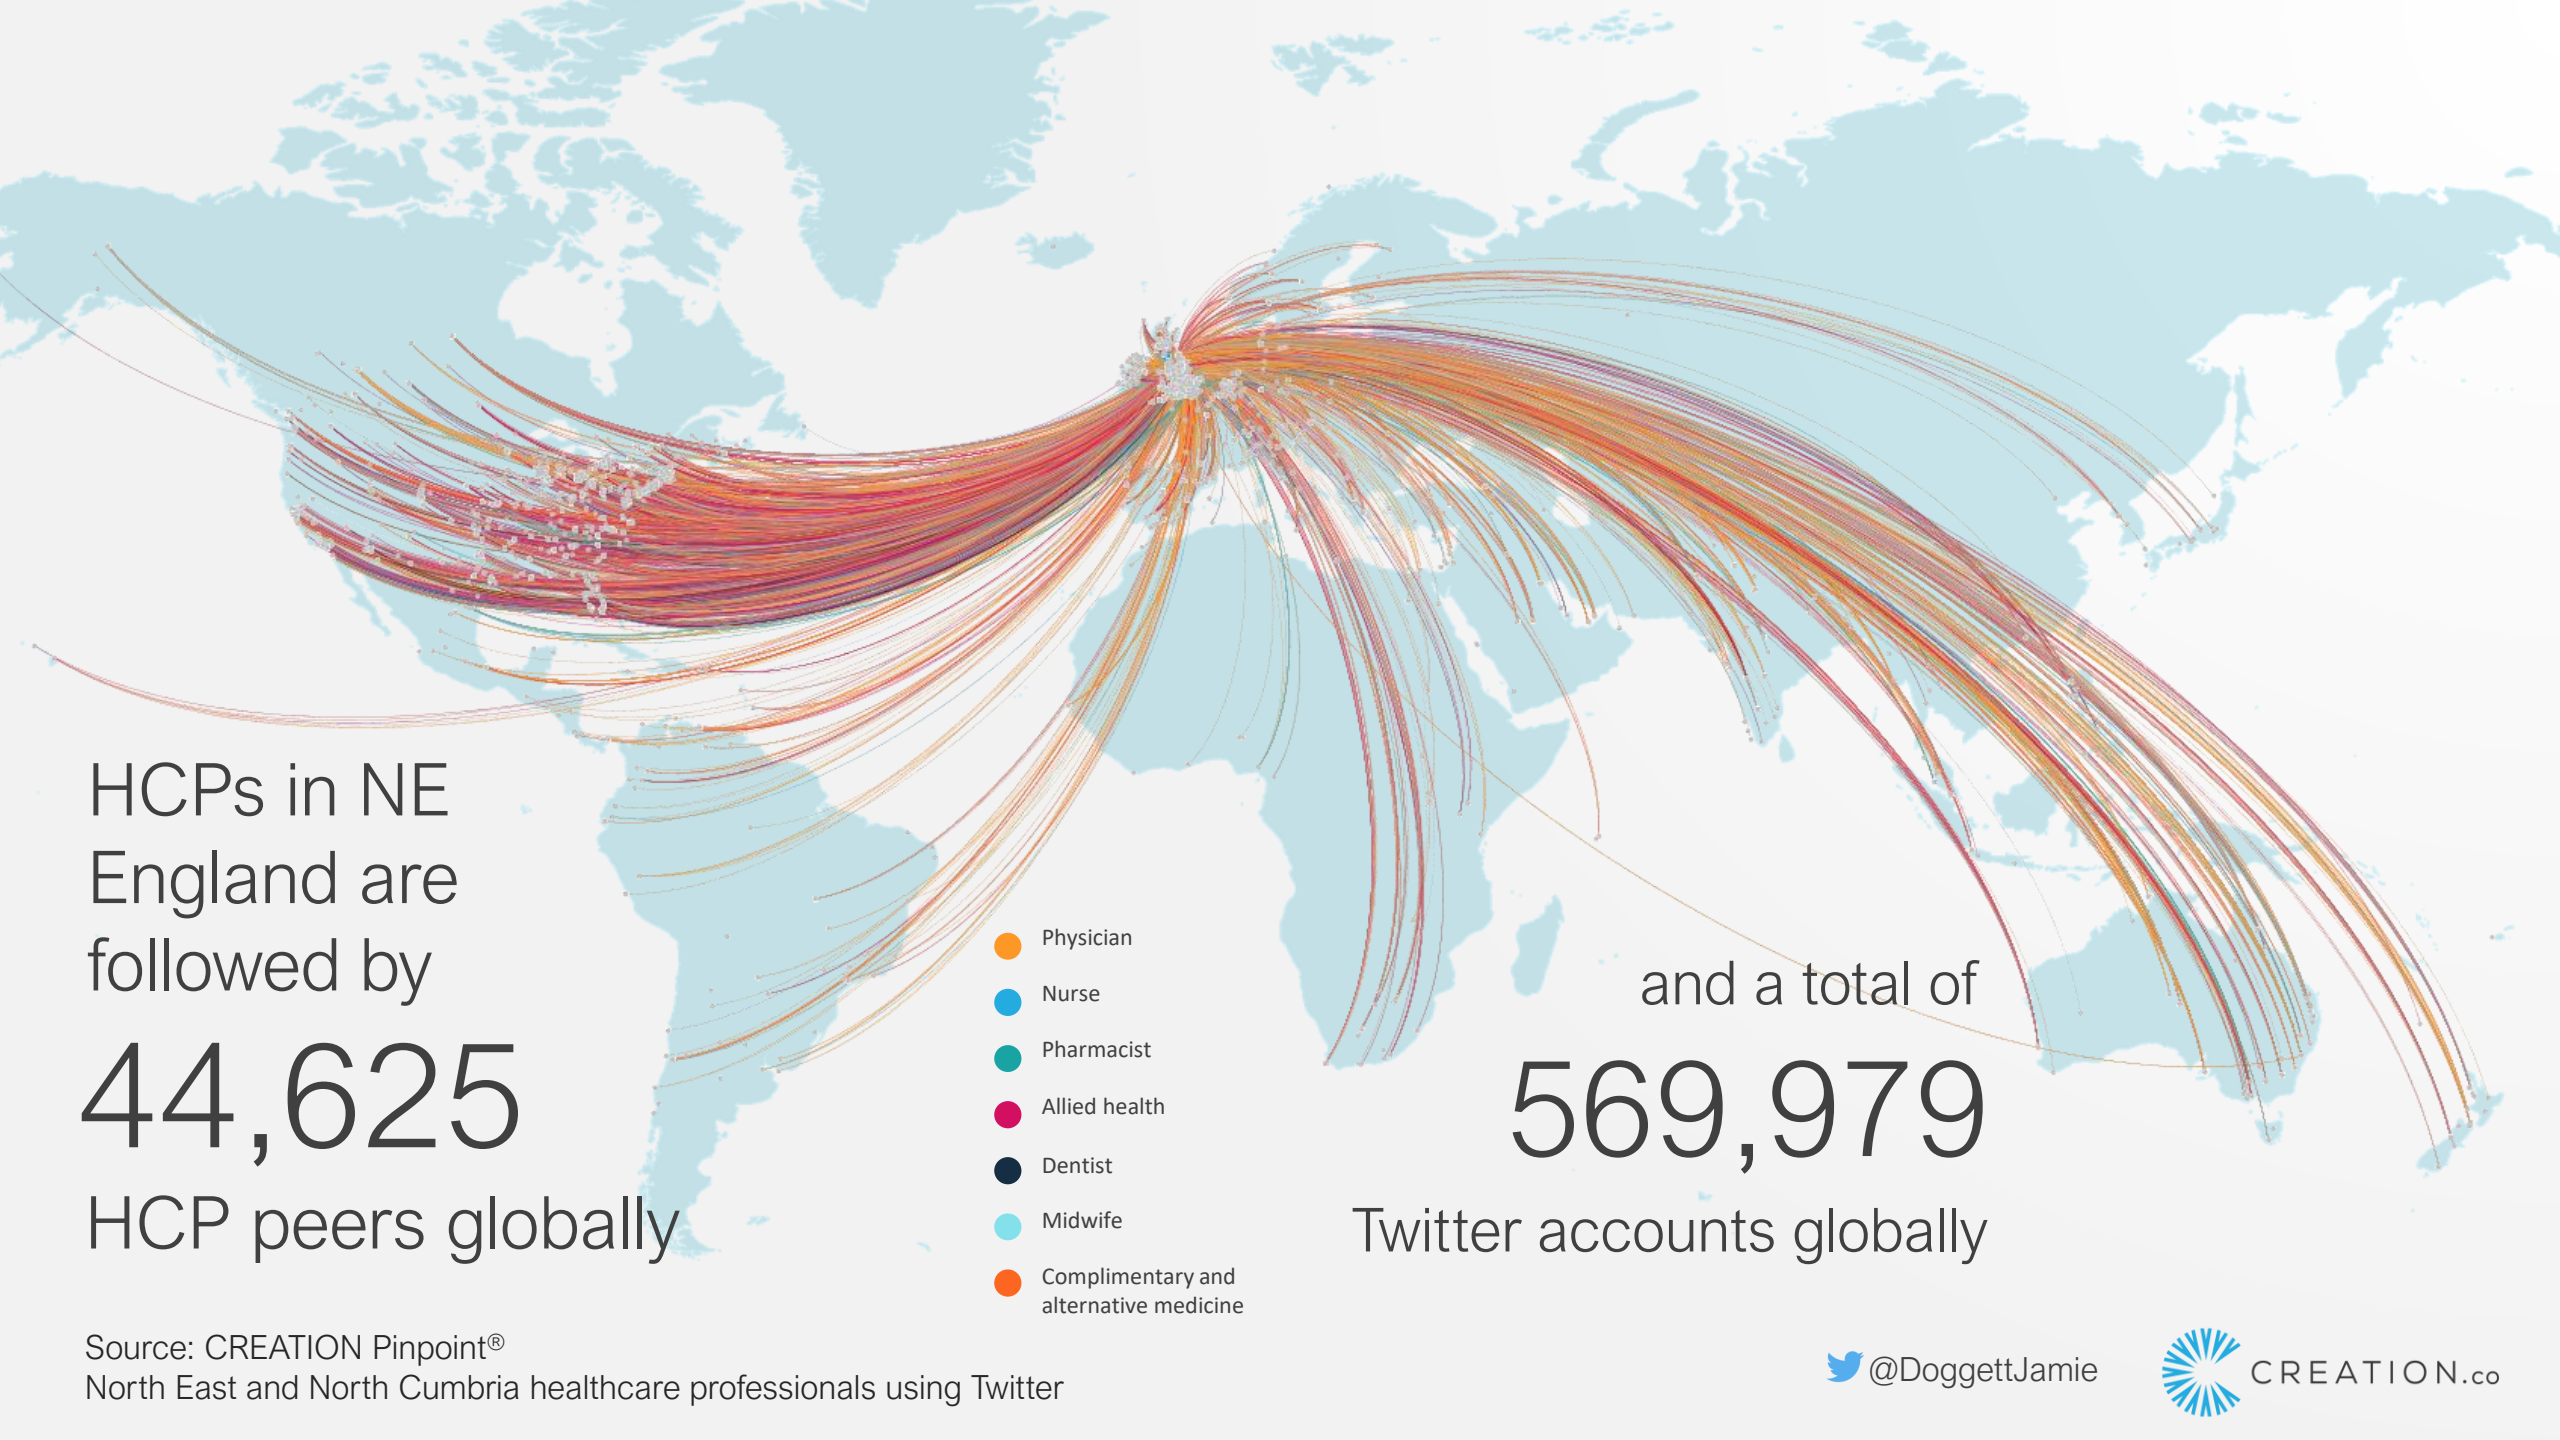 HCPs in NE
England are
followed by
44,625
HCP peers globally
Physician
Nurse
Pharmacist
Allied health
Dentist
Midwife
Complimentary and
alternative medicine
and a total of
569,979
Twitter accounts globally
Source: CREATION Pinpoint®
North East and North Cumbria healthcare professionals using Twitter
@DoggettJamie
CREATION.co